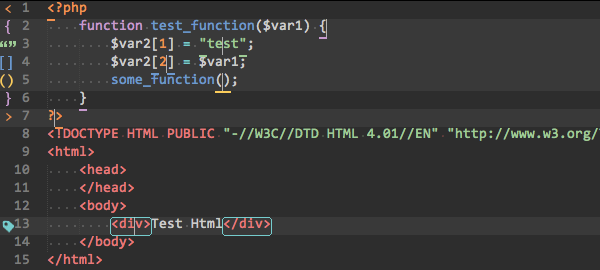 < 1 <?php
{ 2 function test_function($var1) {
“” 3 $var2[1] = "test";
[] 4 $var2[2] = $var1;
() 5 some_function();
} 6 }
> 7 ?>
8 <!DOCTYPE HTML PUBLIC "-//W3C//DTD HTML 4.01//EN" "http://www.w3.org/
9 <html>
10 <head>
11 </head>
12 <body>
13 <div>Test Html</div>
14 </body>
15 </html>